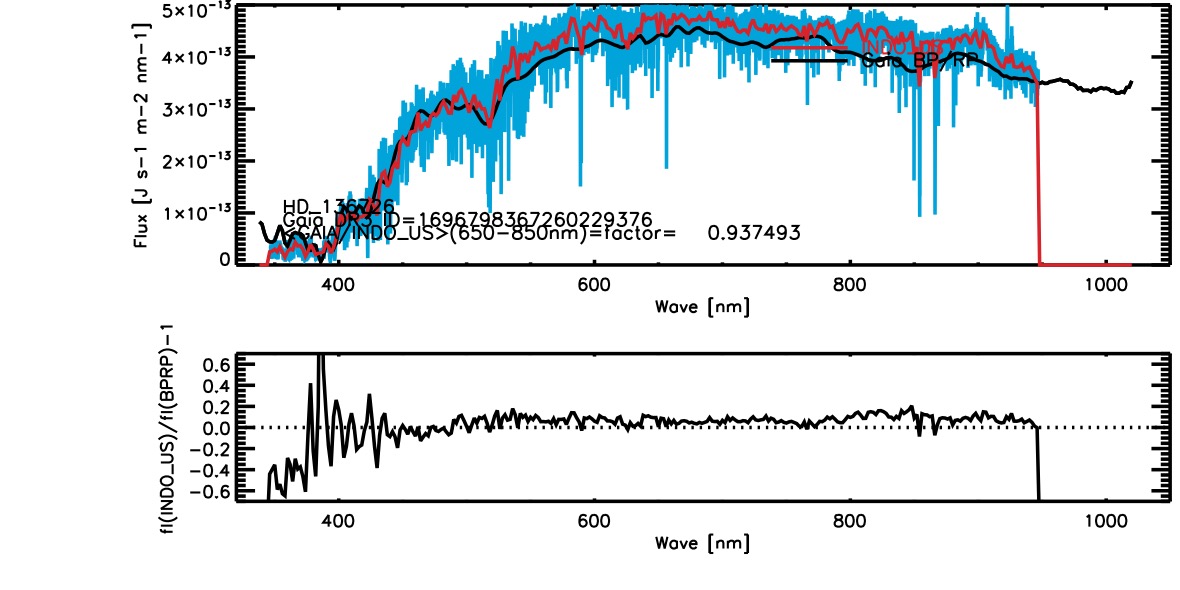 5×10−13
4×10−13
3×10−13
2×10−13
1×10−13
0
Flux [J s−1 m−2 nm−1]
INDO_US
Gaia BP/RP
HD_136726
Gaia DR3 ID=1696798367260229376
<GAIA/INDO_US>(650−850nm)=factor= 0.937493
400 600 800 1000
Wave [nm]
0.6
0.4
0.2
0.0
−0.2
−0.4
−0.6
fl(INDO_US)/fl(BPRP)−1
400 600 800 1000
Wave [nm]